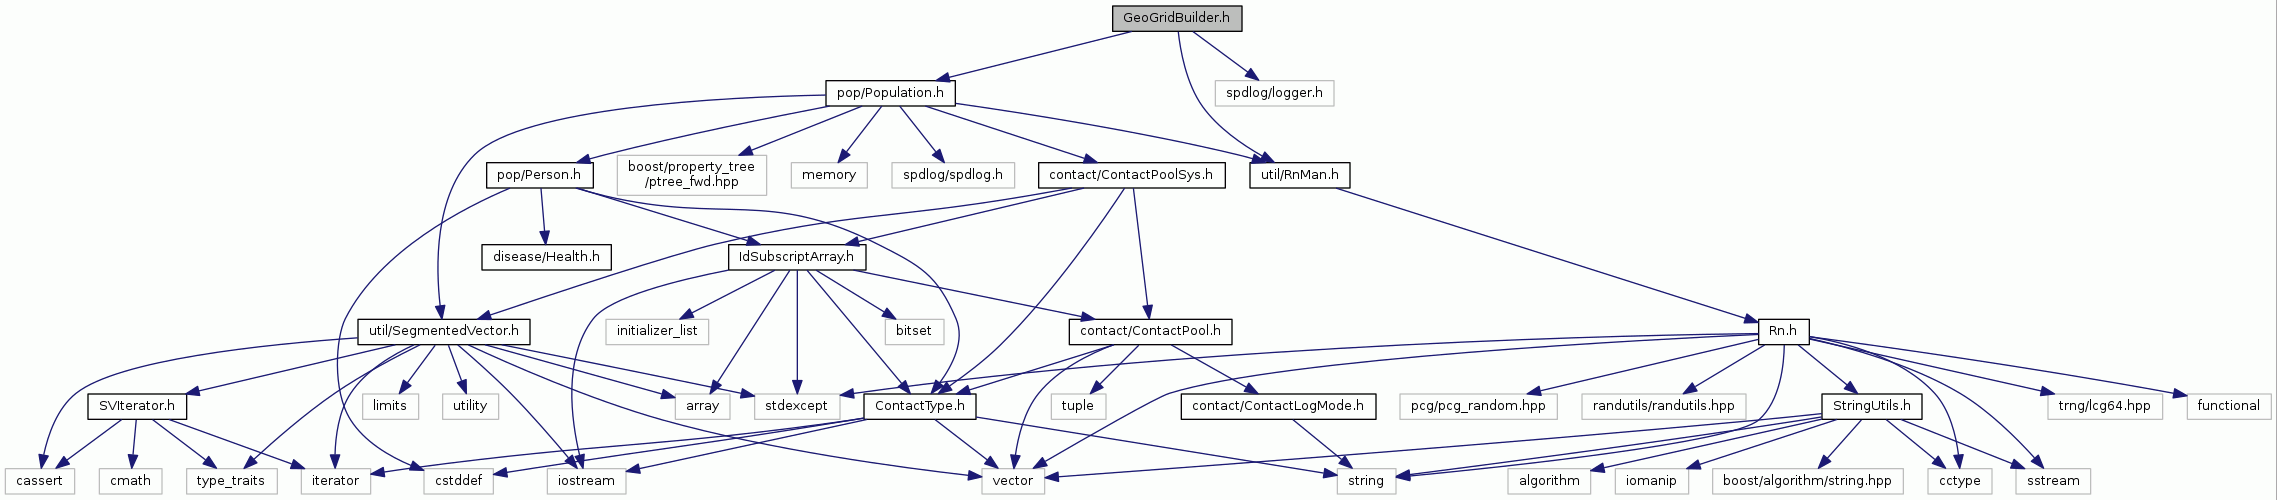 GeoGridBuilder.h
pop/Population.h
spdlog/logger.h
pop/Person.h
boost/property_tree
/ptree_fwd.hpp
memory
spdlog/spdlog.h
contact/ContactPoolSys.h
util/RnMan.h
disease/Health.h
IdSubscriptArray.h
util/SegmentedVector.h
initializer_list
bitset
contact/ContactPool.h
Rn.h
SVIterator.h
limits
utility
array
stdexcept
ContactType.h
tuple
contact/ContactLogMode.h
pcg/pcg_random.hpp
randutils/randutils.hpp
StringUtils.h
trng/lcg64.hpp
functional
cassert
cmath
type_traits
iterator
cstddef
iostream
vector
string
algorithm
iomanip
boost/algorithm/string.hpp
cctype
sstream